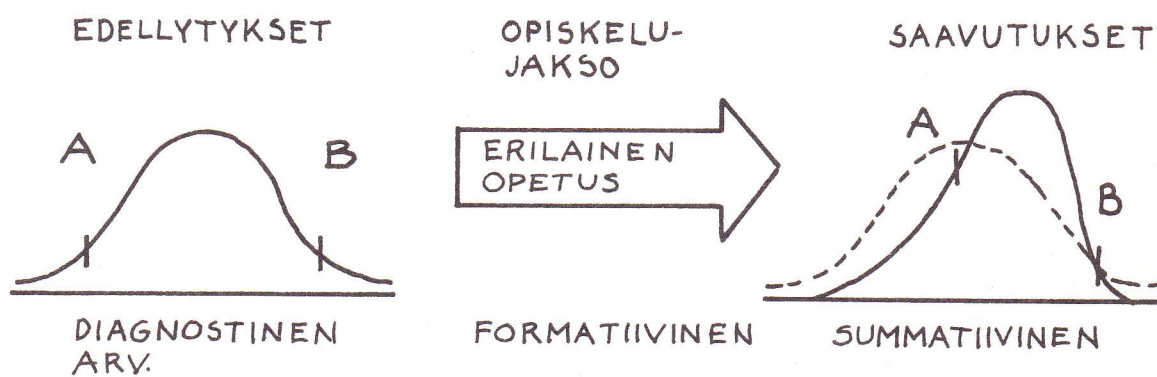 EDELLYTYKSET
A
B
DIAGNOSTINEN
ARV.
OPISKELU-
JAKSO
ERILAINEN
OPETUS
FORMATIIVINEN
SAAVUTUKSET
A
B
SUMMATIIVINEN